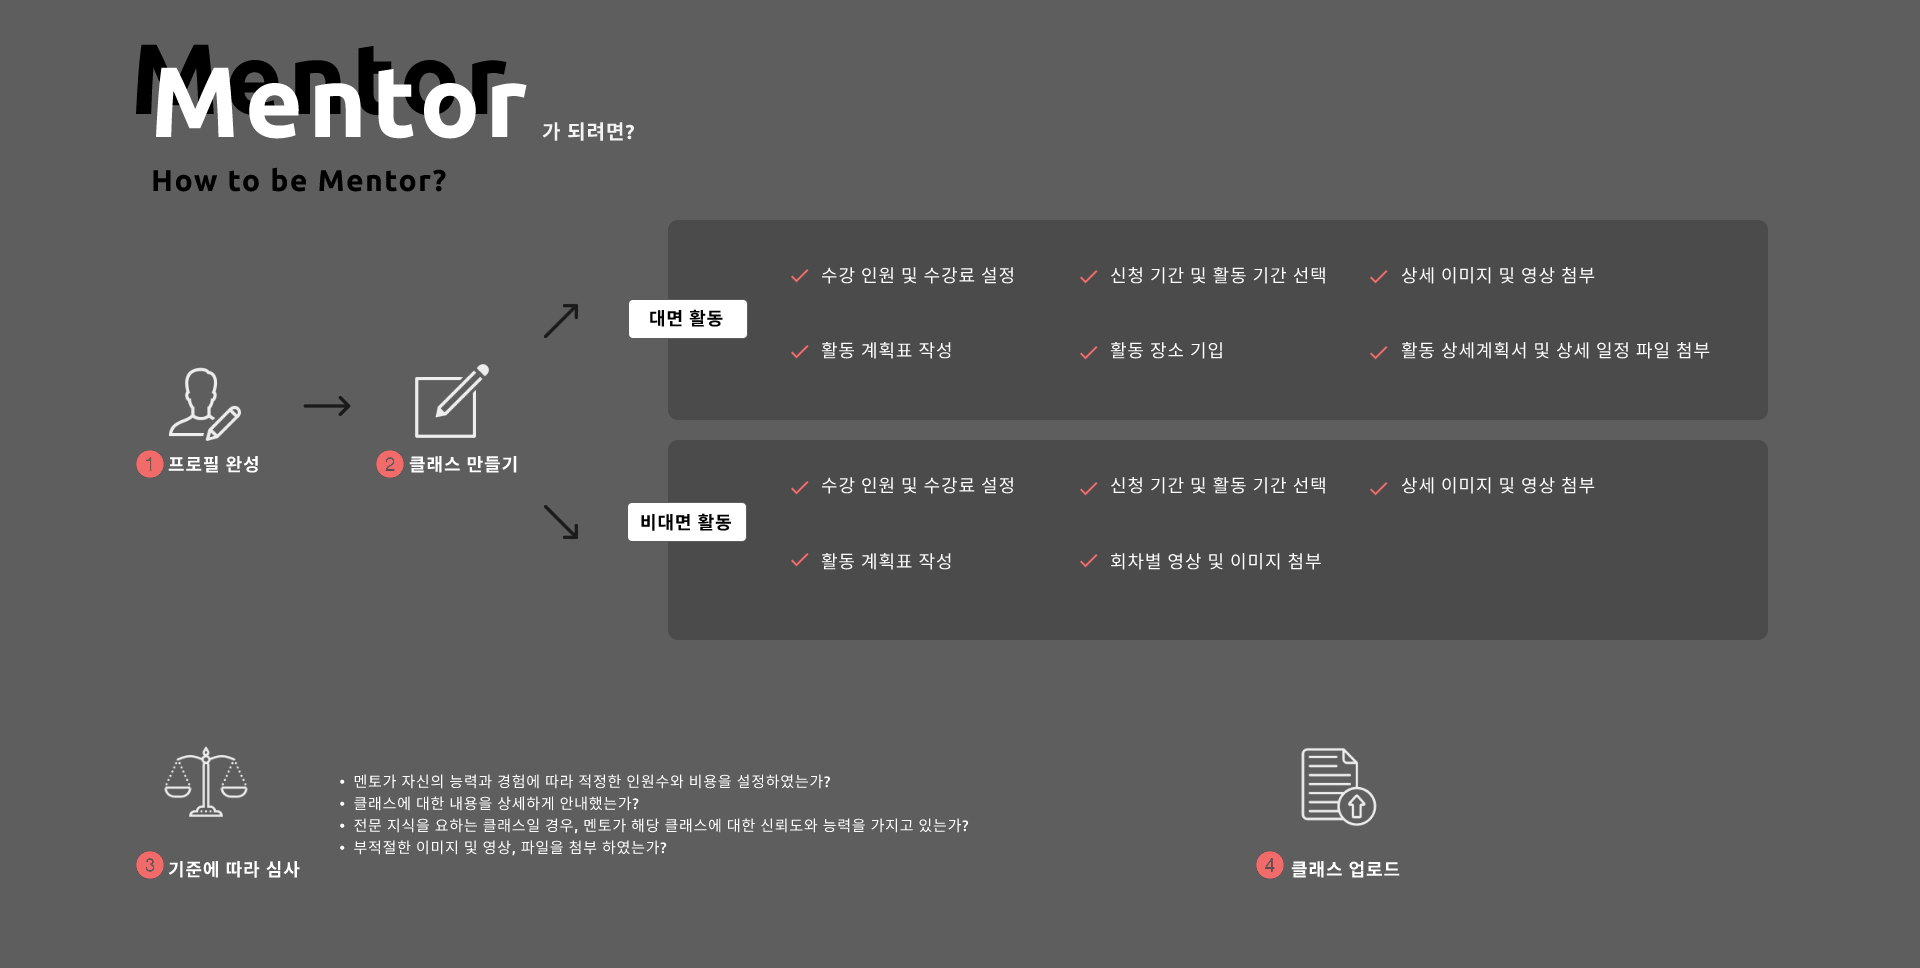 Mentor
Mentor 가 되려면?
How to be Mentor?
수강 인원 및 수강료 설정
신청 기간 및 활동 기간 선택
상세 이미지 및 영상 첨부
대면 활동
활동 계획표 작성
활동 장소 기입
활동 상세계획서 및 상세 일정 파일 첨부
1 프로필 완성
2 클래스 만들기
수강 인원 및 수강료 설정
신청 기간 및 활동 기간 선택
상세 이미지 및 영상 첨부
비대면 활동
활동 계획표 작성
회차별 영상 및 이미지 첨부
• 멘토가 자신의 능력과 경험에 따라 적정한 인원수와 비용을 설정하였는가?
• 클래스에 대한 내용을 상세하게 안내했는가?
• 전문 지식을 요하는 클래스일 경우, 멘토가 해당 클래스에 대한 신뢰도와 능력을 가지고 있는가?
• 부적절한 이미지 및 영상, 파일을 첨부 하였는가?
3 기준에 따라 심사
4 클래스 업로드